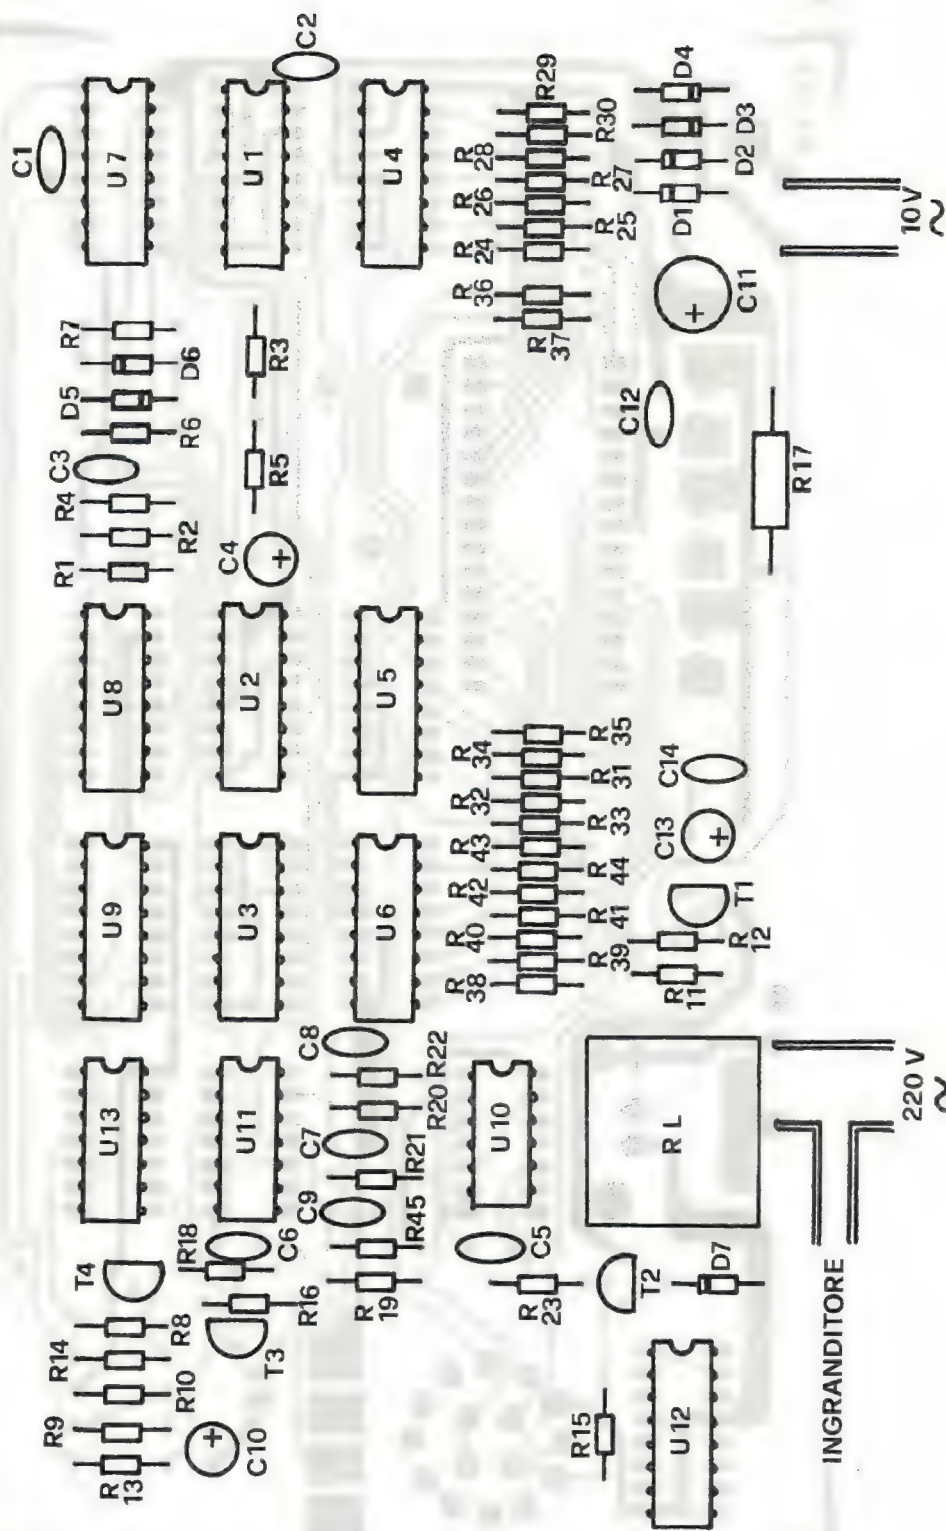 C1
U7
R7
D6
D5
R6
C3
R4
R2
R1
U8
U9
U13
T4
R8
R14
R10
R9
R
13
C2
U1
R3
R5
C4
U2
U3
U11
R18
C6
R16
T3
C10
U4
U5
U6
C8
R22
R20
C7
R21
C9
R45
R
19
R29
R30
R
28
R
27
R
26
R
25
R
24
R
36
R
37
R
34
R
35
R
32
R
31
R
43
R
33
R
42
R
44
R
40
R
41
R
38
R
39
U10
C5
R
23
D4
D3
D2
D1
C11
C12
R17
C14
C13
T1
R
12
R
11
RL
T2
D7
R15
U12
10V
~
220 V
~
INGRANDITORE